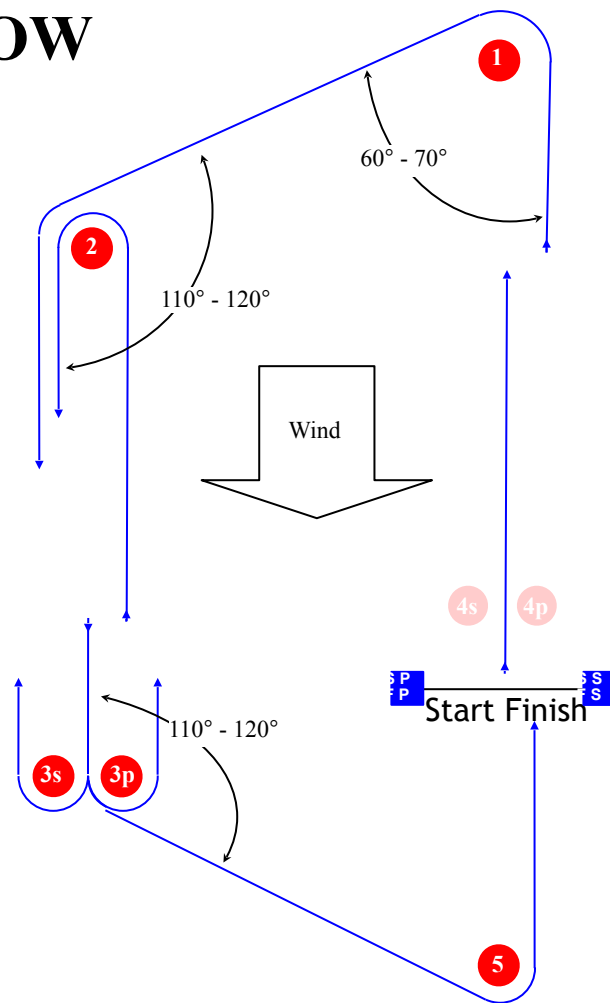 OW
1
60° - 70°
2
110° - 120°
Wind
4s 4p
S P
F P
S S
F S
Start Finish
110° - 120°
3s 3p
5